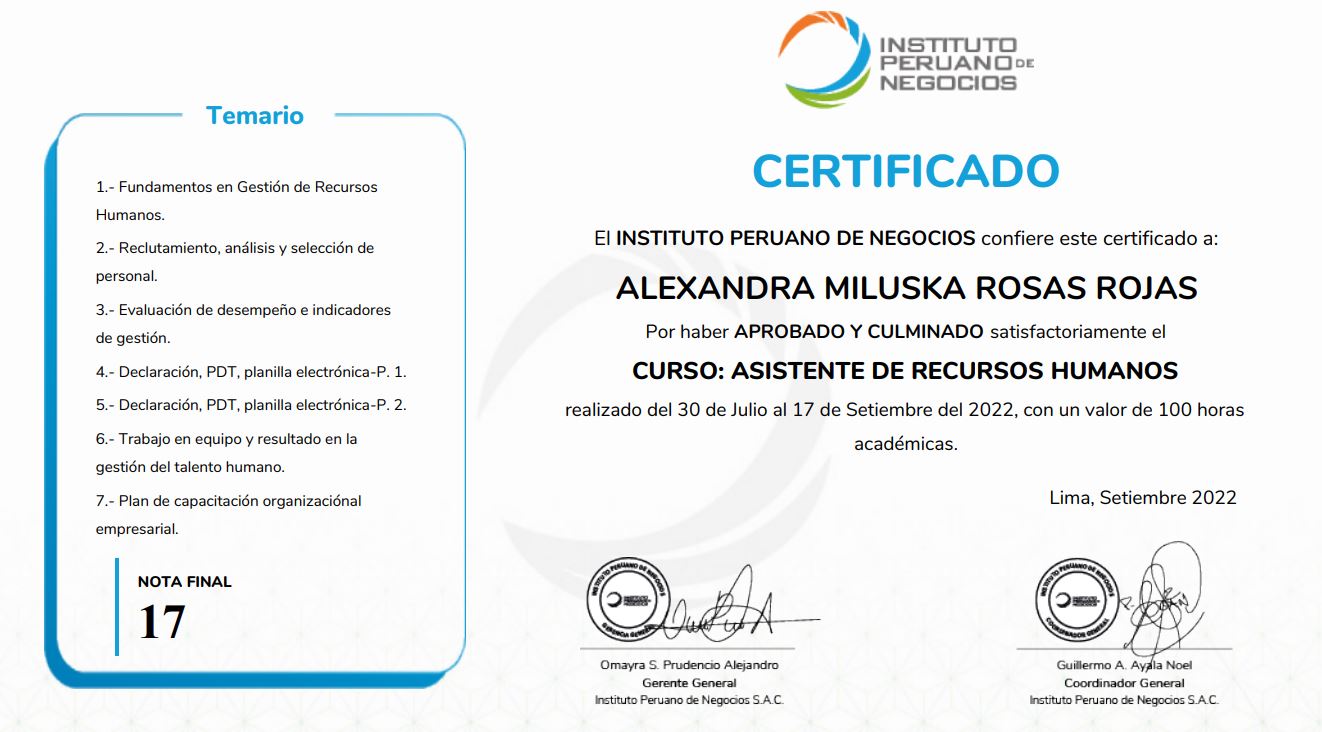 INSTITUTO
PERUANO DE
NEGOCIOS
Temario
1.- Fundamentos en Gestión de Recursos
Humanos.
2.- Reclutamiento, análisis y selección de
personal.
3.- Evaluación de desempeño e indicadores
de gestión.
4.- Declaración, PDT, planilla electrónica-P. 1.
5.- Declaración, PDT, planilla electrónica-P. 2.
6.- Trabajo en equipo y resultado en la
gestión del talento humano.
7.- Plan de capacitación organizaciónal
empresarial.
NOTA FINAL
17
CERTIFICADO
El INSTITUTO PERUANO DE NEGOCIOS confiere este certificado a:
ALEXANDRA MILUSKA ROSAS ROJAS
Por haber APROBADO Y CULMINADO satisfactoriamente el
CURSO: ASISTENTE DE RECURSOS HUMANOS
realizado del 30 de Julio al 17 de Setiembre del 2022, con un valor de 100 horas
académicas.
Lima, Setiembre 2022
INSTITUTO PERUANO DE NEGOCIOS
GERENCIA GENERAL
Omayra S. Prudencio Alejandro
Gerente General
Instituto Peruano de Negocios S.A.C.
INSTITUTO PERUANO DE NEGOCIOS
COORDINADOR GENERAL
Guillermo A. Ayala Noel
Coordinador General
Instituto Peruano de Negocios S.A.C.